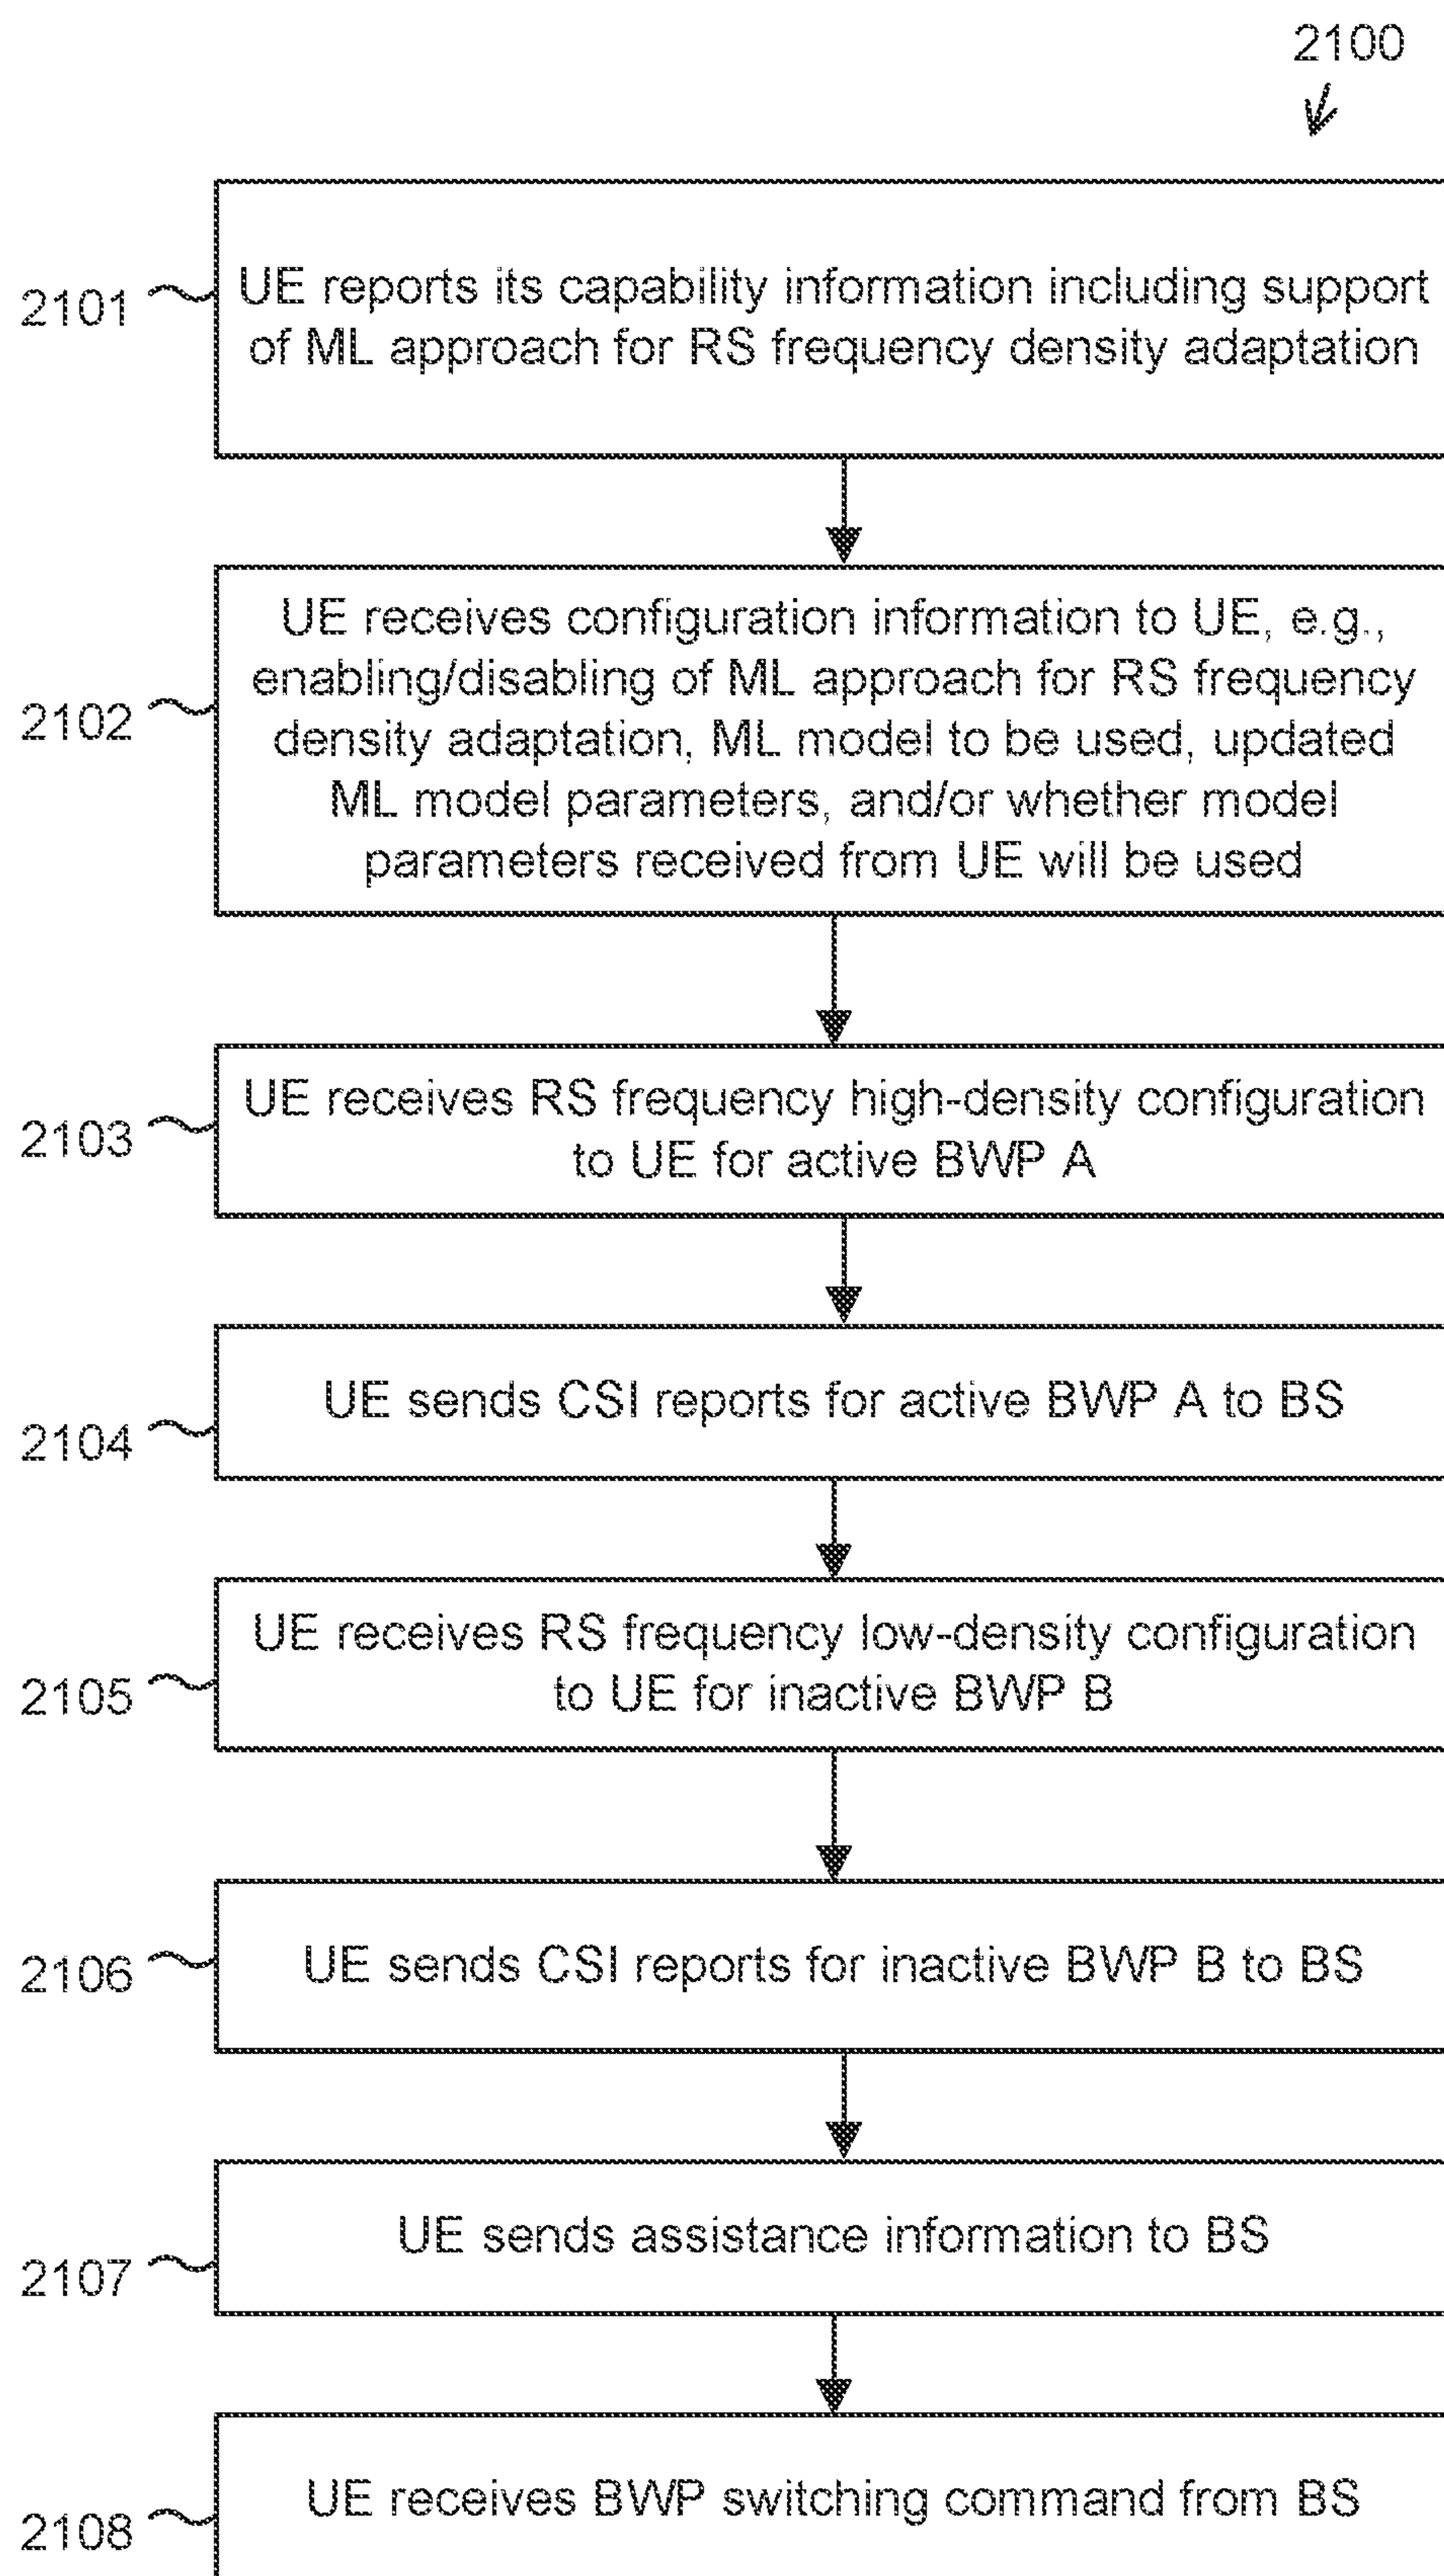 2100
2101
UE reports its capability information including support
of ML approach for RS frequency density adaptation
2102
UE receives configuration information to UE, e.g.,
enabling/disabling of ML approach for RS frequency
density adaptation, ML model to be used, updated
ML model parameters, and/or whether model
parameters received from UE will be used
2103
UE receives RS frequency high-density configuration
to UE for active BWP A
2104
UE sends CSI reports for active BWP A to BS
2105
UE receives RS frequency low-density configuration
to UE for inactive BWP B
2106
UE sends CSI reports for inactive BWP B to BS
2107
UE sends assistance information to BS
2108
UE receives BWP switching command from BS